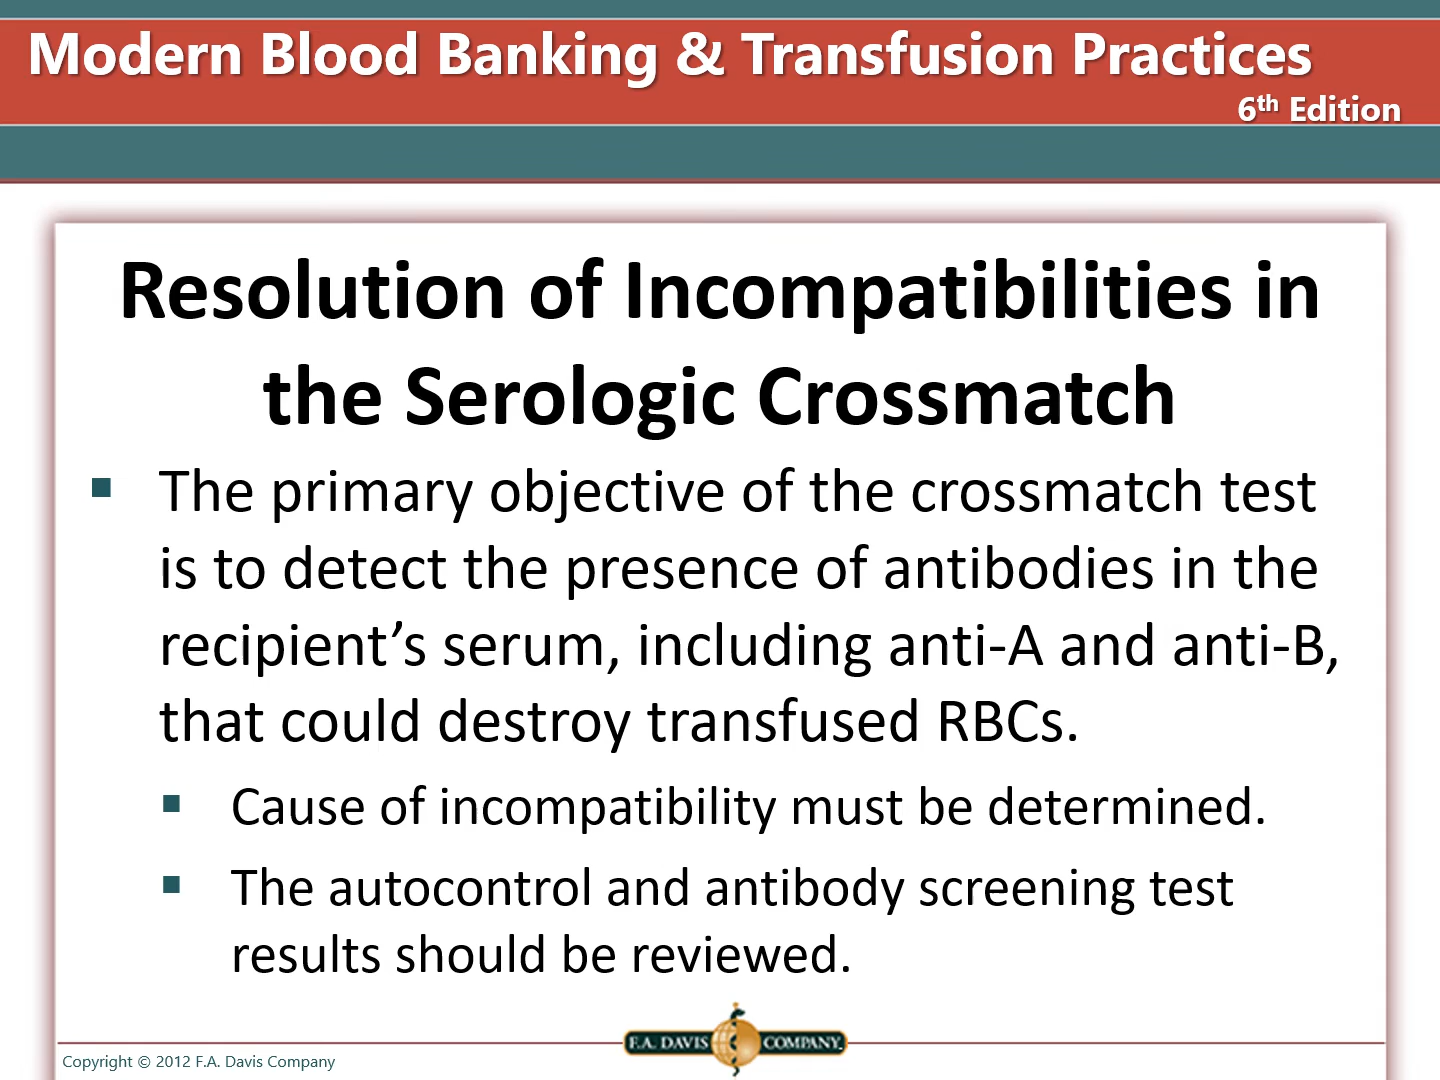 Modern Blood Banking & Transfusion Practices
6th Edition
Resolution of Incompatibilities in
the Serologic Crossmatch
▪ The primary objective of the crossmatch test
is to detect the presence of antibodies in the
recipient’s serum, including anti-A and anti-B,
that could destroy transfused RBCs.
▪ Cause of incompatibility must be determined.
▪ The autocontrol and antibody screening test
results should be reviewed.
F.A. DAVIS COMPANY
Copyright © 2012 F.A. Davis Company